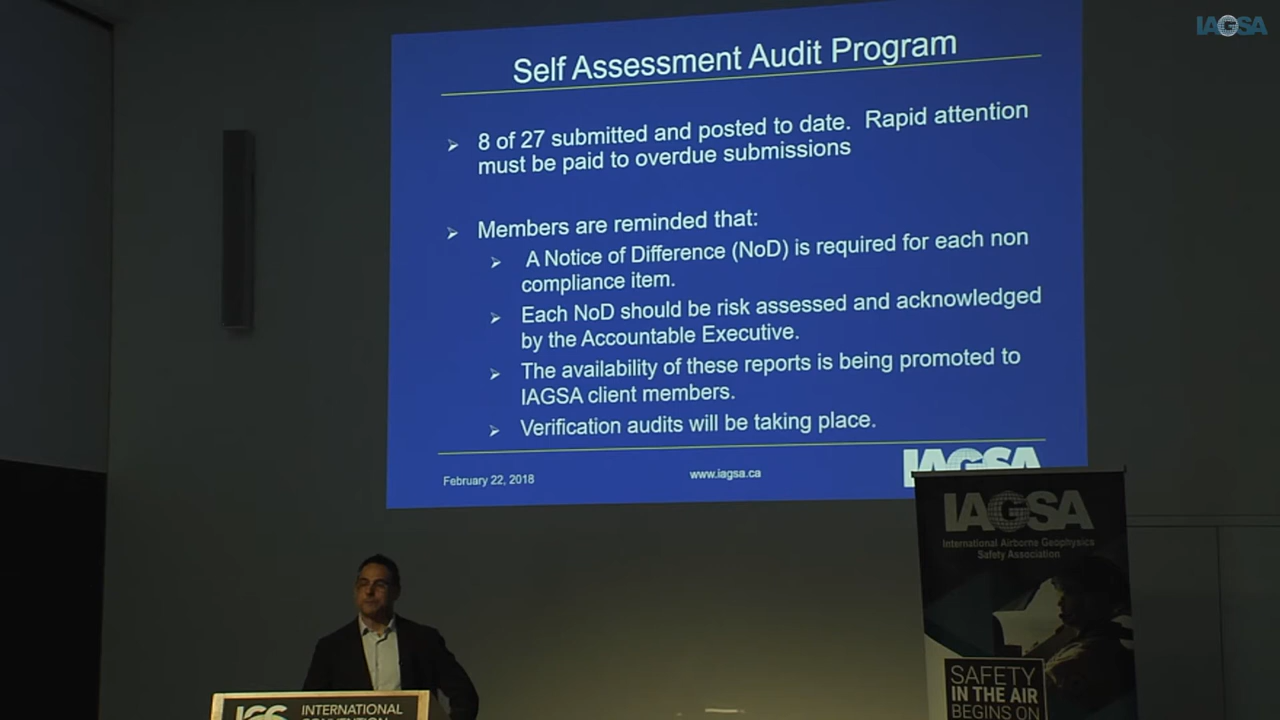 IAGSA
Self Assessment Audit Program
8 of 27 submitted and posted to date. Rapid attention
must be paid to overdue submissions
Members are reminded that:
A Notice of Difference (NoD) is required for each non
compliance item.
Each NoD should be risk assessed and acknowledged
by the Accountable Executive.
The availability of these reports is being promoted to
IAGSA client members.
Verification audits will be taking place.
February 22, 2018
www.iagsa.ca
IAGSA
IAGSA
International Airborne Geophysics
Safety Association
SAFETY
IN THE AIR
BEGINS ON
INTERNATIONAL